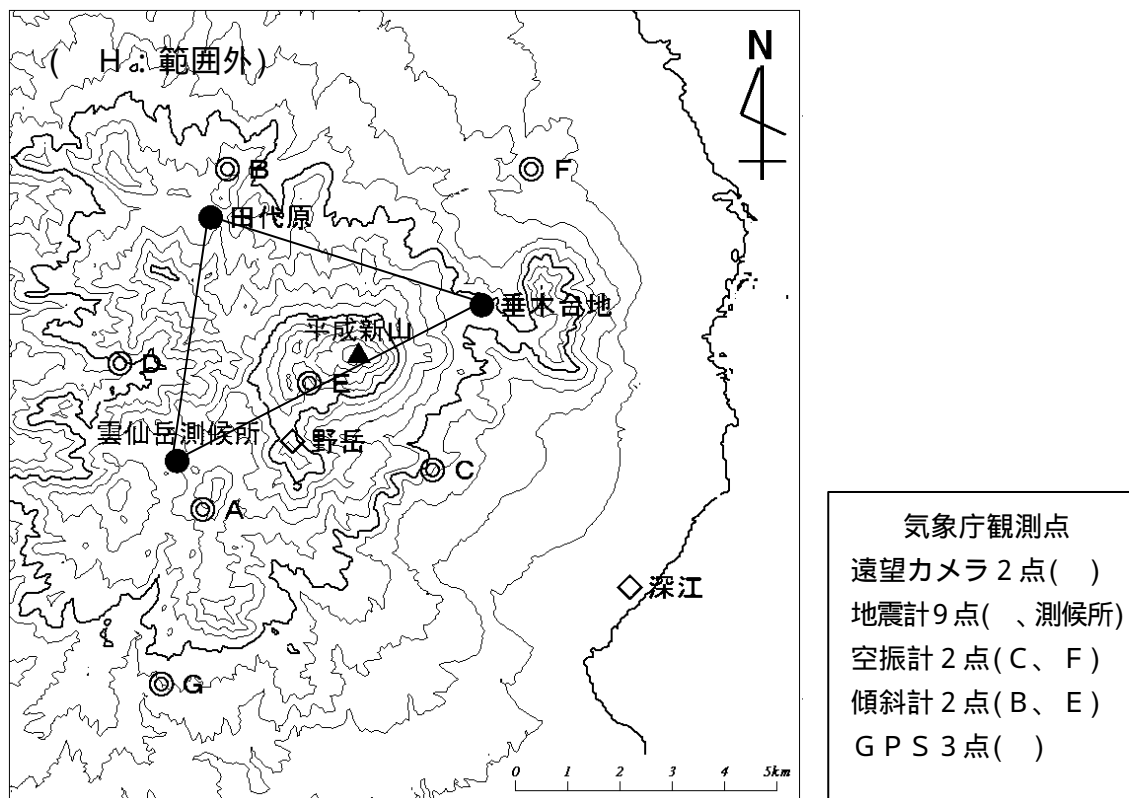 ( H：範囲外)
N
B
F
田代原
垂木台地
平成新山
D
E
雲仙岳測候所
野岳
C
A
深江
G
0 1 2 3 4 5km
気象庁観測点
遠望カメラ２点( )
地震計９点( 、測候所)
空振計２点(Ｃ、Ｆ)
傾斜計２点(Ｂ、Ｅ)
ＧＰＳ３点( )